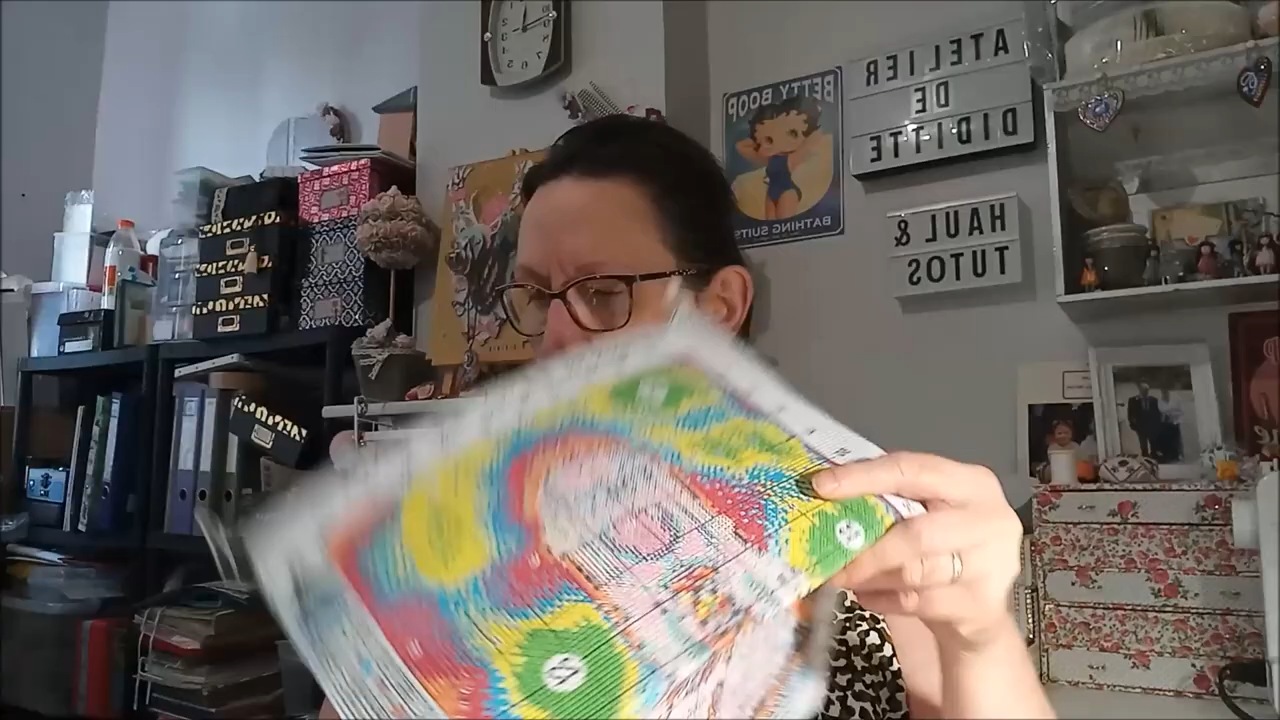 BETTY BOOP
BATHING SUITS
ATELIER
DE
DIDITTE
HAUL &
TUTOS